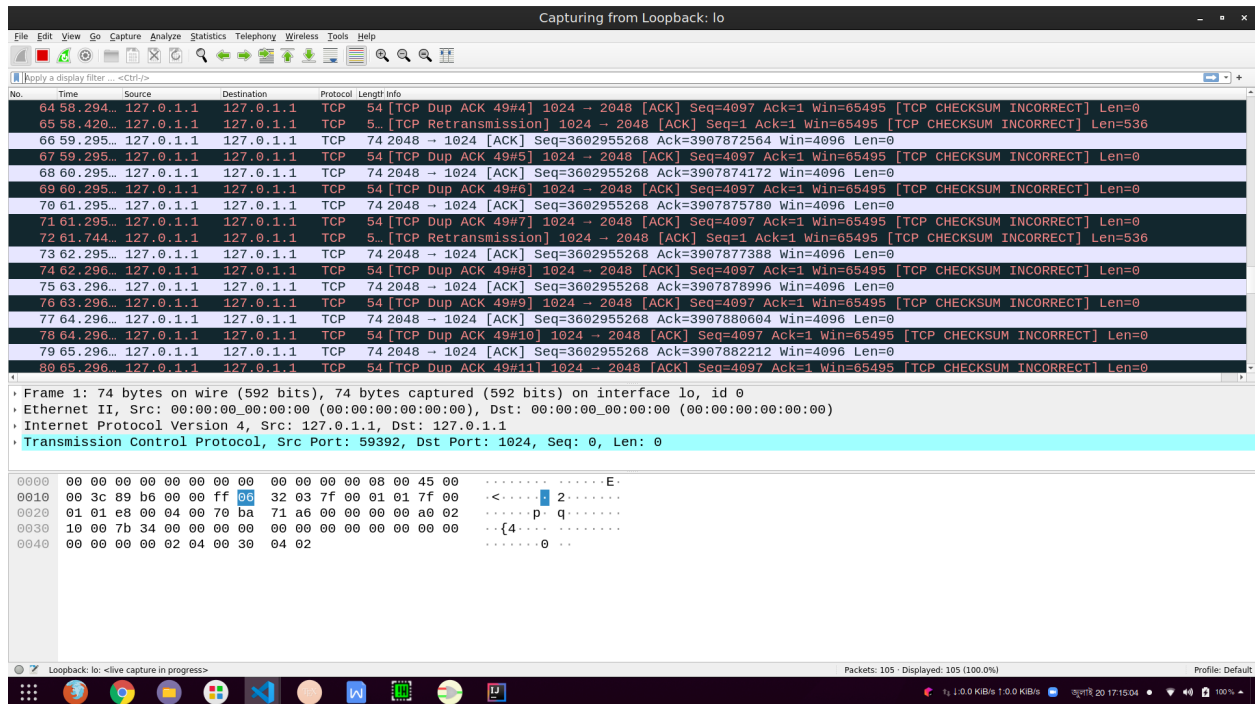 Capturing from Loopback: lo
File Edit View Go Capture Analyze Statistics Telephony Wireless Tools Help
Apply a display filter ... <Ctrl-/>
No. Time Source Destination Protocol Length Info
64 58.294… 127.0.1.1 127.0.1.1 TCP 54 [TCP Dup ACK 49#4] 1024 → 2048 [ACK] Seq=4097 Ack=1 Win=65495 [TCP CHECKSUM INCORRECT] Len=0
65 58.420… 127.0.1.1 127.0.1.1 TCP 5… [TCP Retransmission] 1024 → 2048 [ACK] Seq=1 Ack=1 Win=65495 [TCP CHECKSUM INCORRECT] Len=536
66 59.295… 127.0.1.1 127.0.1.1 TCP 74 2048 → 1024 [ACK] Seq=3602955268 Ack=3907872564 Win=4096 Len=0
67 59.295… 127.0.1.1 127.0.1.1 TCP 54 [TCP Dup ACK 49#5] 1024 → 2048 [ACK] Seq=4097 Ack=1 Win=65495 [TCP CHECKSUM INCORRECT] Len=0
68 60.295… 127.0.1.1 127.0.1.1 TCP 74 2048 → 1024 [ACK] Seq=3602955268 Ack=3907874172 Win=4096 Len=0
69 60.295… 127.0.1.1 127.0.1.1 TCP 54 [TCP Dup ACK 49#6] 1024 → 2048 [ACK] Seq=4097 Ack=1 Win=65495 [TCP CHECKSUM INCORRECT] Len=0
70 61.295… 127.0.1.1 127.0.1.1 TCP 74 2048 → 1024 [ACK] Seq=3602955268 Ack=3907875780 Win=4096 Len=0
71 61.295… 127.0.1.1 127.0.1.1 TCP 54 [TCP Dup ACK 49#7] 1024 → 2048 [ACK] Seq=4097 Ack=1 Win=65495 [TCP CHECKSUM INCORRECT] Len=0
72 61.744… 127.0.1.1 127.0.1.1 TCP 5… [TCP Retransmission] 1024 → 2048 [ACK] Seq=1 Ack=1 Win=65495 [TCP CHECKSUM INCORRECT] Len=536
73 62.295… 127.0.1.1 127.0.1.1 TCP 74 2048 → 1024 [ACK] Seq=3602955268 Ack=3907877388 Win=4096 Len=0
74 62.296… 127.0.1.1 127.0.1.1 TCP 54 [TCP Dup ACK 49#8] 1024 → 2048 [ACK] Seq=4097 Ack=1 Win=65495 [TCP CHECKSUM INCORRECT] Len=0
75 63.296… 127.0.1.1 127.0.1.1 TCP 74 2048 → 1024 [ACK] Seq=3602955268 Ack=3907878996 Win=4096 Len=0
76 63.296… 127.0.1.1 127.0.1.1 TCP 54 [TCP Dup ACK 49#9] 1024 → 2048 [ACK] Seq=4097 Ack=1 Win=65495 [TCP CHECKSUM INCORRECT] Len=0
77 64.296… 127.0.1.1 127.0.1.1 TCP 74 2048 → 1024 [ACK] Seq=3602955268 Ack=3907880604 Win=4096 Len=0
78 64.296… 127.0.1.1 127.0.1.1 TCP 54 [TCP Dup ACK 49#10] 1024 → 2048 [ACK] Seq=4097 Ack=1 Win=65495 [TCP CHECKSUM INCORRECT] Len=0
79 65.296… 127.0.1.1 127.0.1.1 TCP 74 2048 → 1024 [ACK] Seq=3602955268 Ack=3907882212 Win=4096 Len=0
80 65.296… 127.0.1.1 127.0.1.1 TCP 54 [TCP Dup ACK 49#11] 1024 → 2048 [ACK] Seq=4097 Ack=1 Win=65495 [TCP CHECKSUM INCORRECT] Len=0
Frame 1: 74 bytes on wire (592 bits), 74 bytes captured (592 bits) on interface lo, id 0
Ethernet II, Src: 00:00:00_00:00:00 (00:00:00:00:00:00), Dst: 00:00:00_00:00:00 (00:00:00:00:00:00)
Internet Protocol Version 4, Src: 127.0.1.1, Dst: 127.0.1.1
Transmission Control Protocol, Src Port: 59392, Dst Port: 1024, Seq: 0, Len: 0
0000 00 00 00 00 00 00 00 00 00 00 00 00 08 00 45 00 ········ ······E·
0010 00 3c 89 b6 00 00 ff 06 32 03 7f 00 01 01 7f 00 ·<······ 2·······
0020 01 01 e8 00 04 00 70 ba 71 a6 00 00 00 00 a0 02 ······p· q·······
0030 10 00 7b 34 00 00 00 00 00 00 00 00 00 00 00 00 ··{4···· ········
0040 00 00 00 00 02 04 00 30 04 02 ·······0 ··
Loopback: lo: <live capture in progress> Packets: 105 · Displayed: 105 (100.0%) Profile: Default
↓:0.0 KiB/s ↑:0.0 KiB/s জুলাই 20 17:15:04 100%